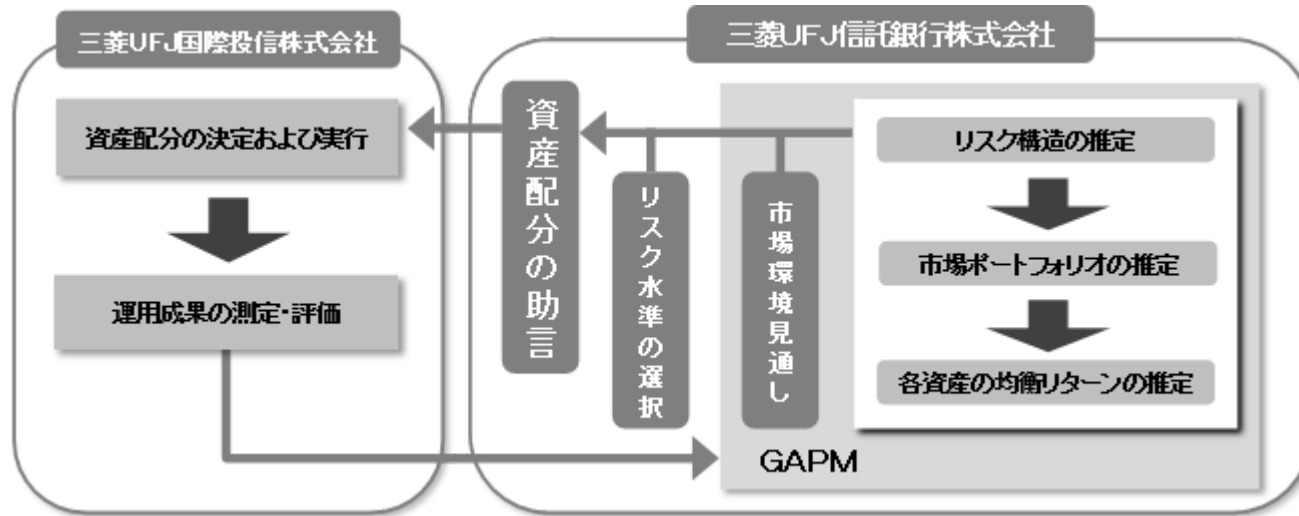 三菱UFJ国際投信株式会社
資産配分の決定および実行
運用成果の測定・評価
三菱UFJ信託銀行株式会社
資産配分の助言
リスク水準の選択
市場環境見通し
リスク構造の推定
市場ポートフォリオの推定
各資産の均衡リターンの推定
GAPM